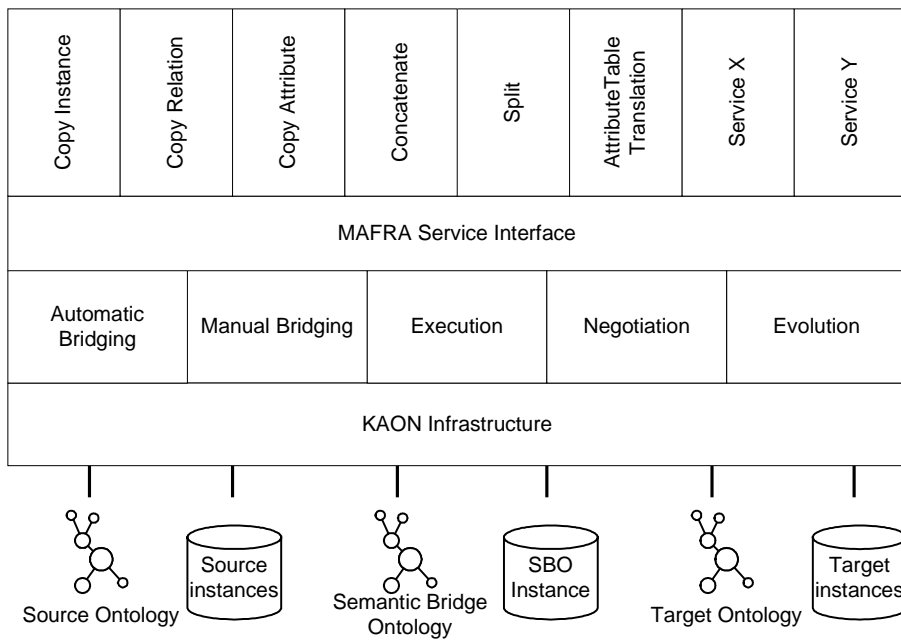 Copy Instance
Copy Relation
Copy Attribute
Concatenate
Split
AttributeTable
Translation
Service X
Service Y
MAFRA Service Interface
Automatic
Bridging
Manual Bridging
Execution
Negotiation
Evolution
KAON Infrastructure
Source Ontology
Source
instances
Semantic Bridge
Ontology
SBO
Instance
Target Ontology
Target
instances